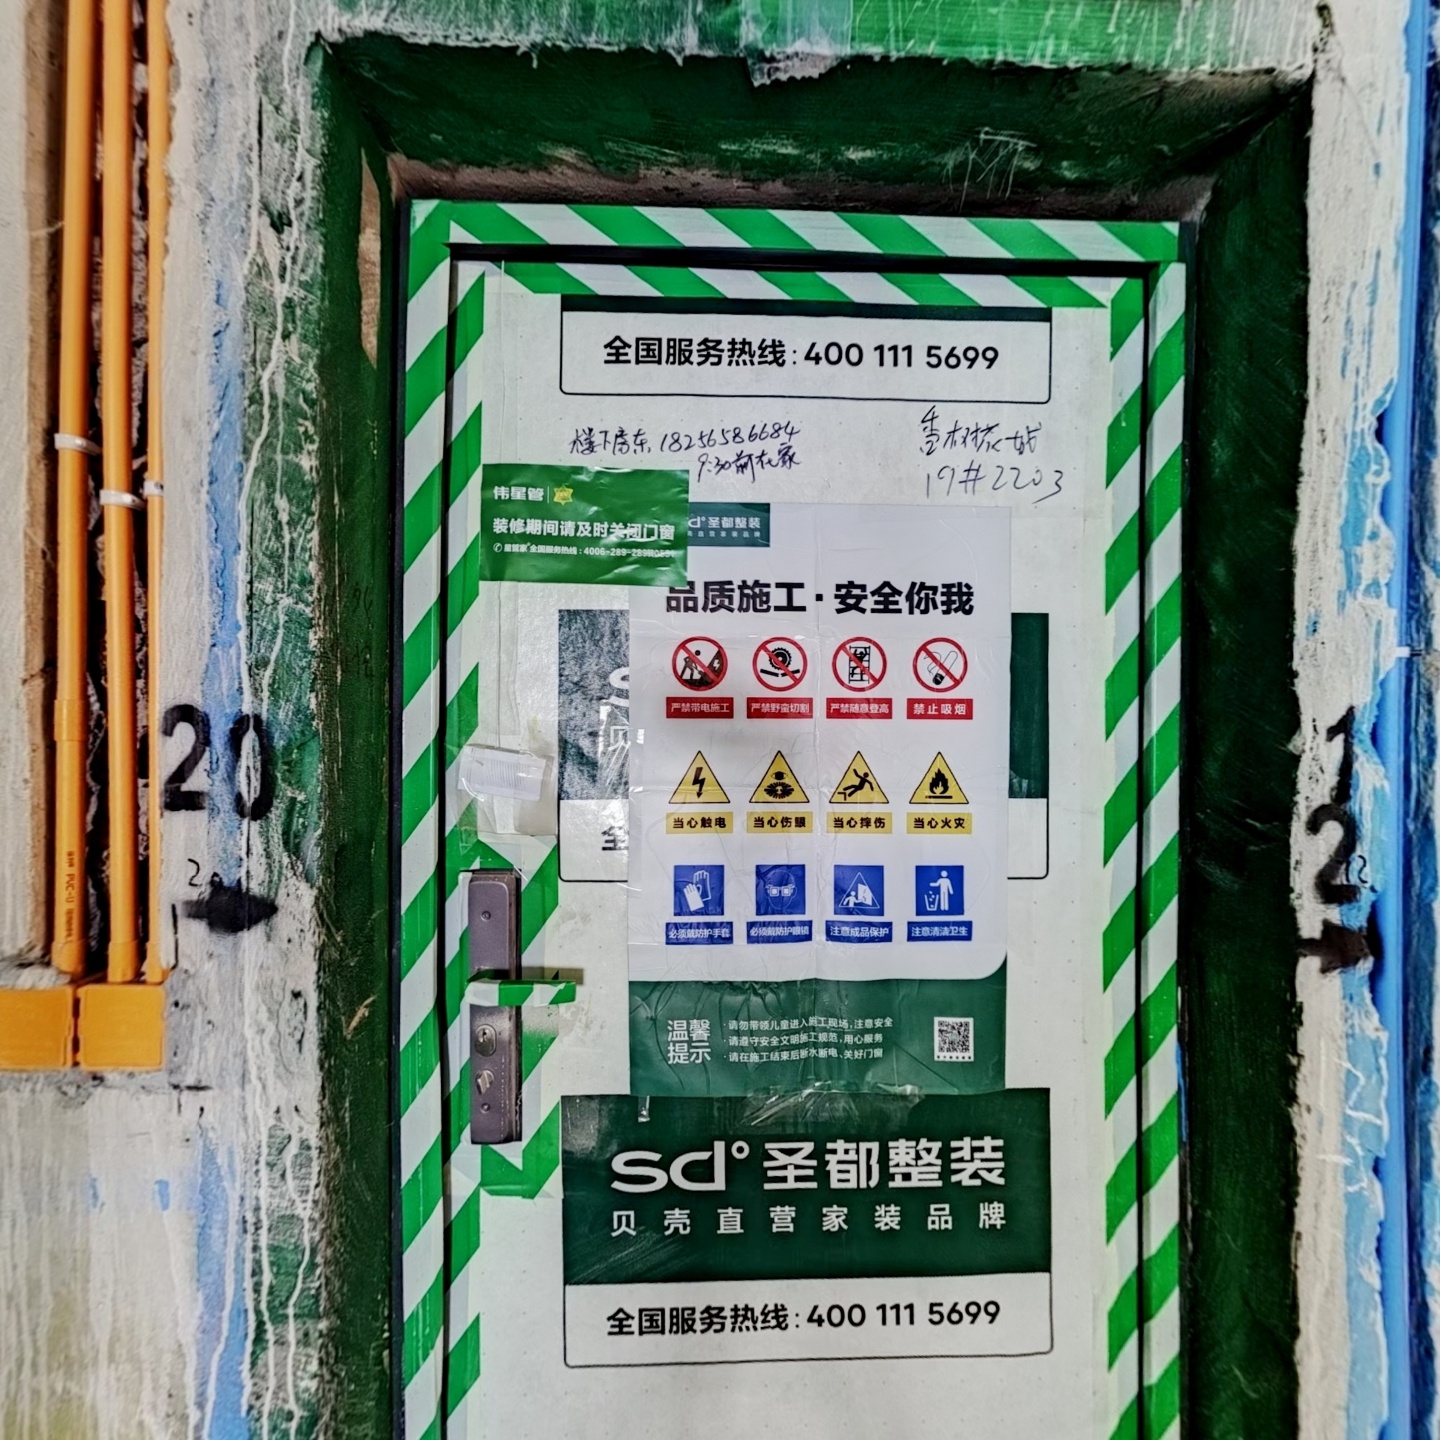 全国服务热线:400 111 5699
楼下房东 18256586684
9:30前在家
19#2203
伟星管
装修期间请及时关闭门窗
圣都整装
品质施工·安全你我
严禁带电施工 严禁野蛮切割 严禁随意登高 禁止吸烟
当心触电 当心伤眼 当心摔伤 当心火灾
必须戴防护手套 必须戴防护眼镜 注意成品保护 注意清洁卫生
温馨提示
·请勿带领儿童进入施工现场,注意安全
·请遵守安全文明施工规范,用心服务
·请在施工结束后断水断电、关好门窗
sd°圣都整装
贝壳直营家装品牌
全国服务热线:400 111 5699
20
20
1
2
12